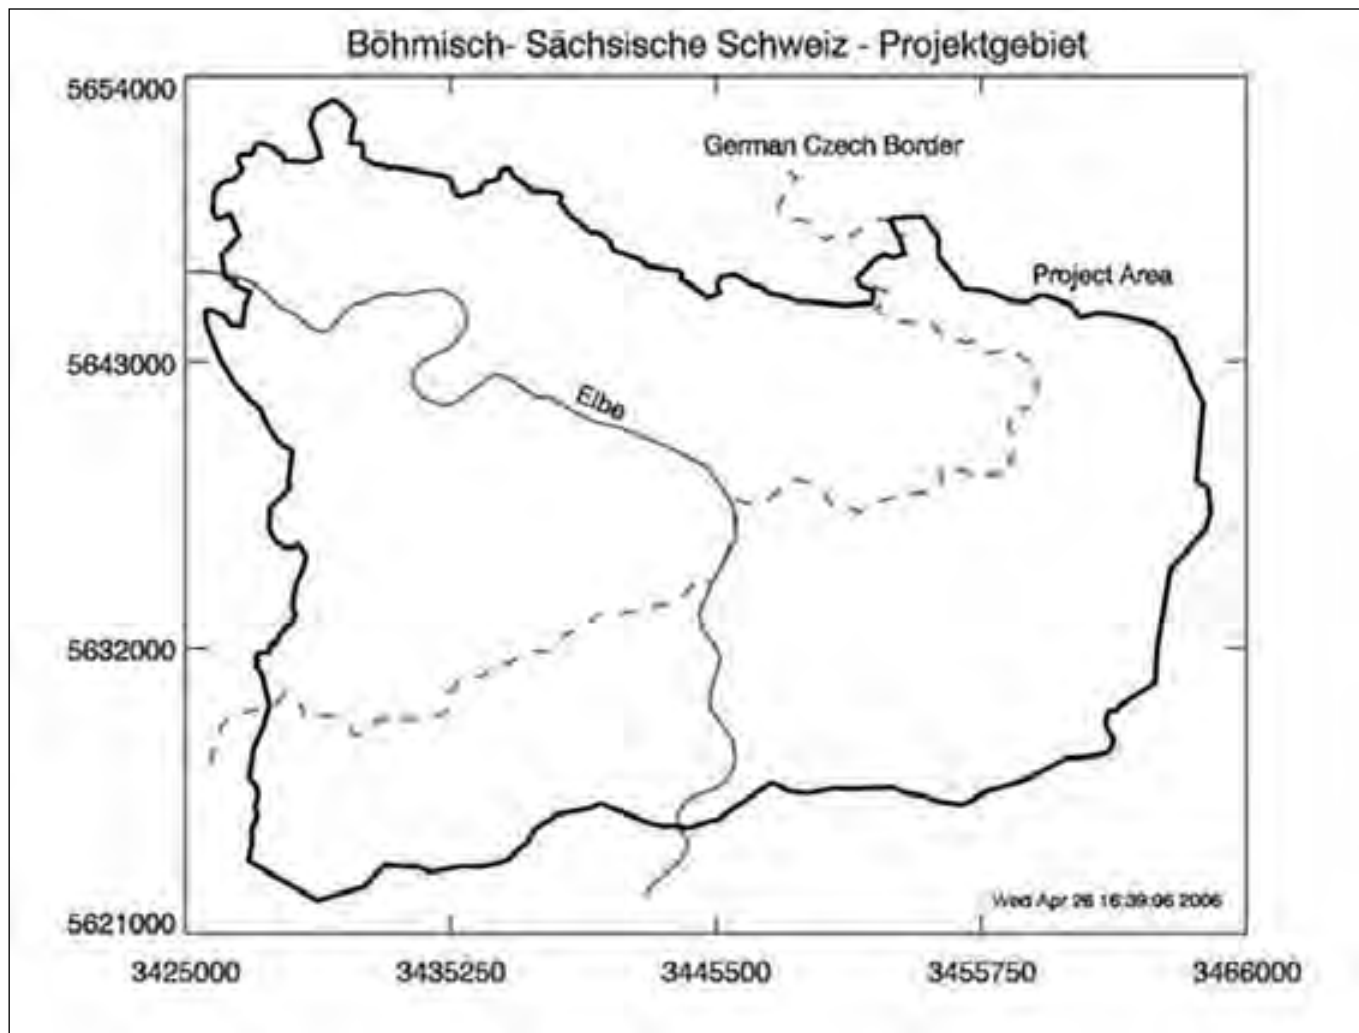 Böhmisch- Sächsische Schweiz - Projektgebiet
5654000
German Czech Border
Project Area
5643000
Elbe
5632000
5621000
Wed Apr 26 16:39:06 2006
3425000 3435250 3445500 3455750 3466000